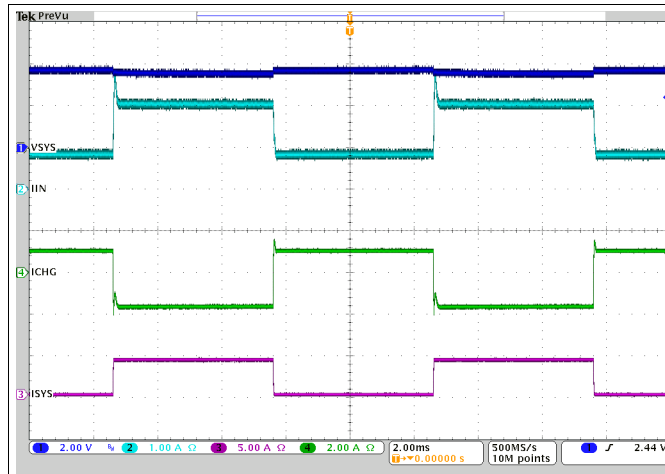 Tek PreVu
T
T
1 VSYS
2 IIN
4 ICHG
3 ISYS
1 2.00 V 2 1.00 A Ω 3 5.00 A Ω 4 2.00 A Ω 2.00ms 500MS/s 1 2.44 V
T 0.00000 s 10M points